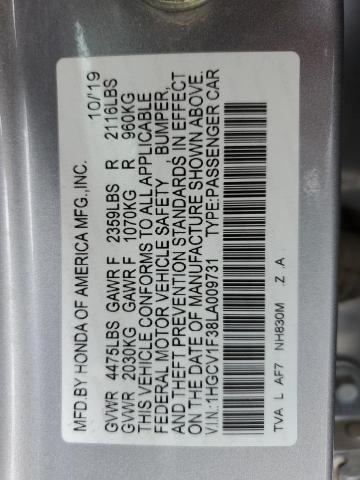 MFD.BY HONDA OF AMERICA MFG.,INC. 10/'19
GVWR 4475LBS GAWR F 2359LBS R 2116LBS
GVWR 2030KG GAWR F 1070KG R 960KG
THIS VEHICLE CONFORMS TO ALL APPLICABLE
FEDERAL MOTOR VEHICLE SAFETY, BUMPER,
AND THEFT PREVENTION STANDARDS IN EFFECT
ON THE DATE OF MANUFACTURE SHOWN ABOVE.
V.I.N:1HGCV1F38LA009731 TYPE:PASSENGER CAR
TVA L AF7 NH830M .Z .A